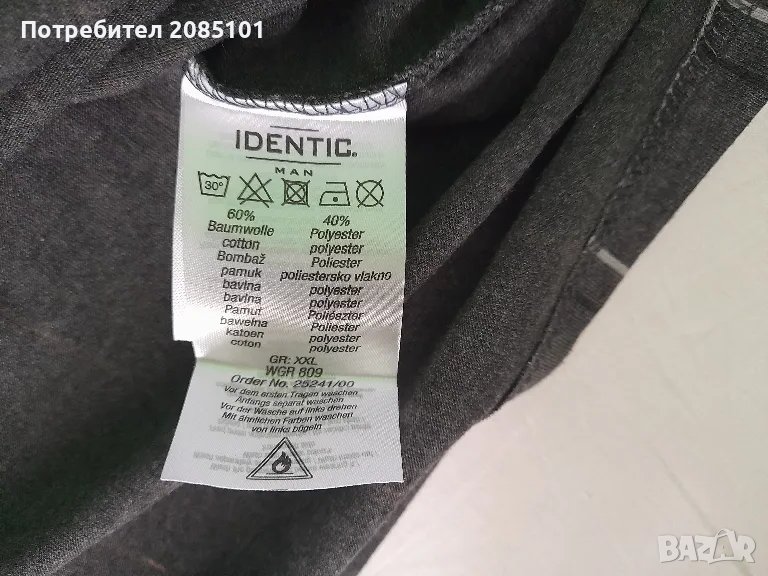 Потребител 2085101
IDENTIC.
MAN
30°
60% 40%
Baumwolle Polyester
cotton Polyester
Bombaž Poliester
pamuk poliestersko vlakno
bavlna polyester
bavlna polyester
Pamut Poliészter
bawełna Poliester
katoen polyester
coton polyester
GR: XXL
WGR 809
Order No. 25241/00
Vor dem ersten Tragen waschen
Anfangs separat waschen
Vor der Wäsche auf links drehen
Mit ähnlichen Farben waschen
von links bügeln
BAZAR